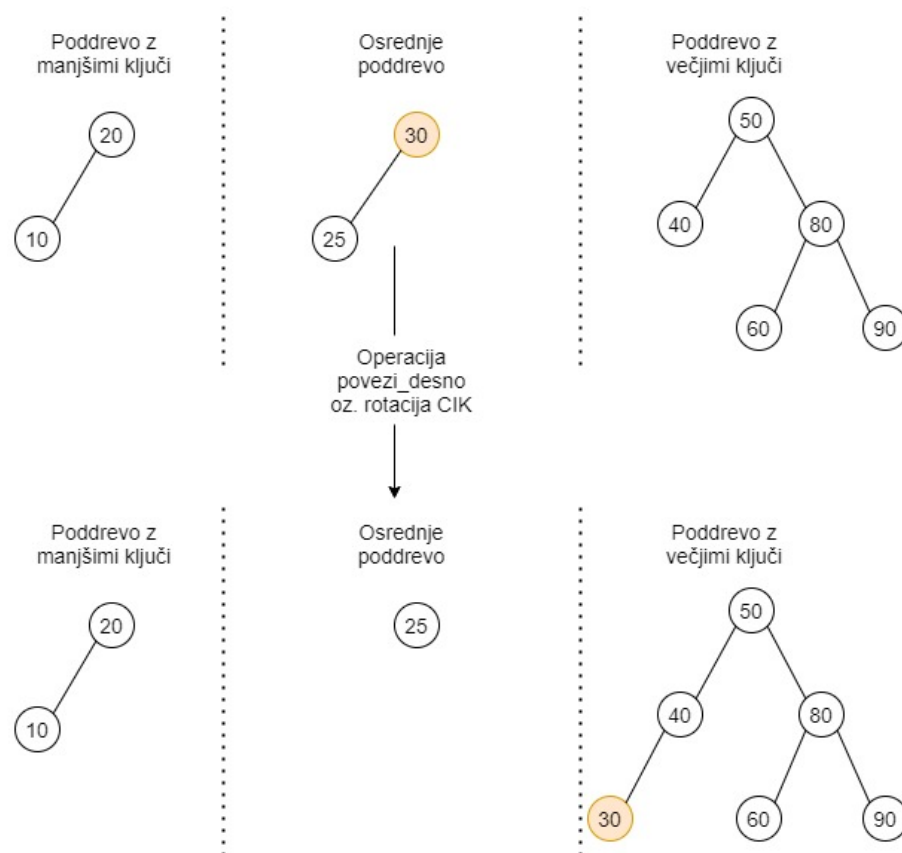 Poddrevo z
manjšimi ključi
Osrednje
poddrevo
Poddrevo z
večjimi ključi
20
30
50
10
25
40
80
60
90
Operacija
povezi_desno
oz. rotacija CIK
Poddrevo z
manjšimi ključi
Osrednje
poddrevo
Poddrevo z
večjimi ključi
20
25
50
10
40
80
30
60
90